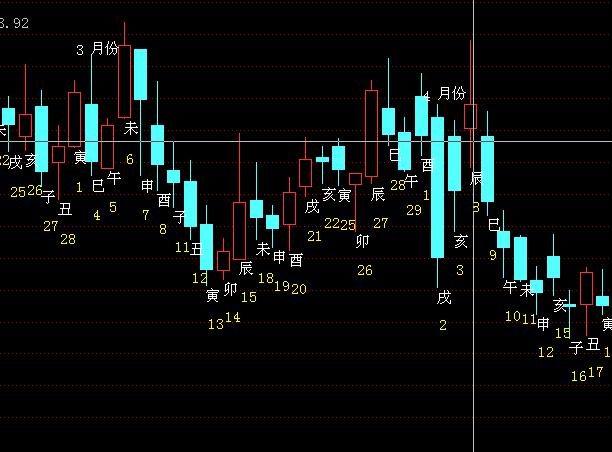 8.92
3 月份
未
6
戌
25
亥
26
子
27
丑
28
寅
1
巳
4
午
5
申
7
酉
8
子
11
丑
12
寅
13
卯
14
辰
15
未
18
申
19
酉
20
戌
21
亥
22
寅
25
卯
26
辰
27
巳
28
午
29
4 月份
酉
1
戌
2
亥
3
辰
8
巳
9
午
10
未
11
申
12
亥
15
子
16
丑
17
寅